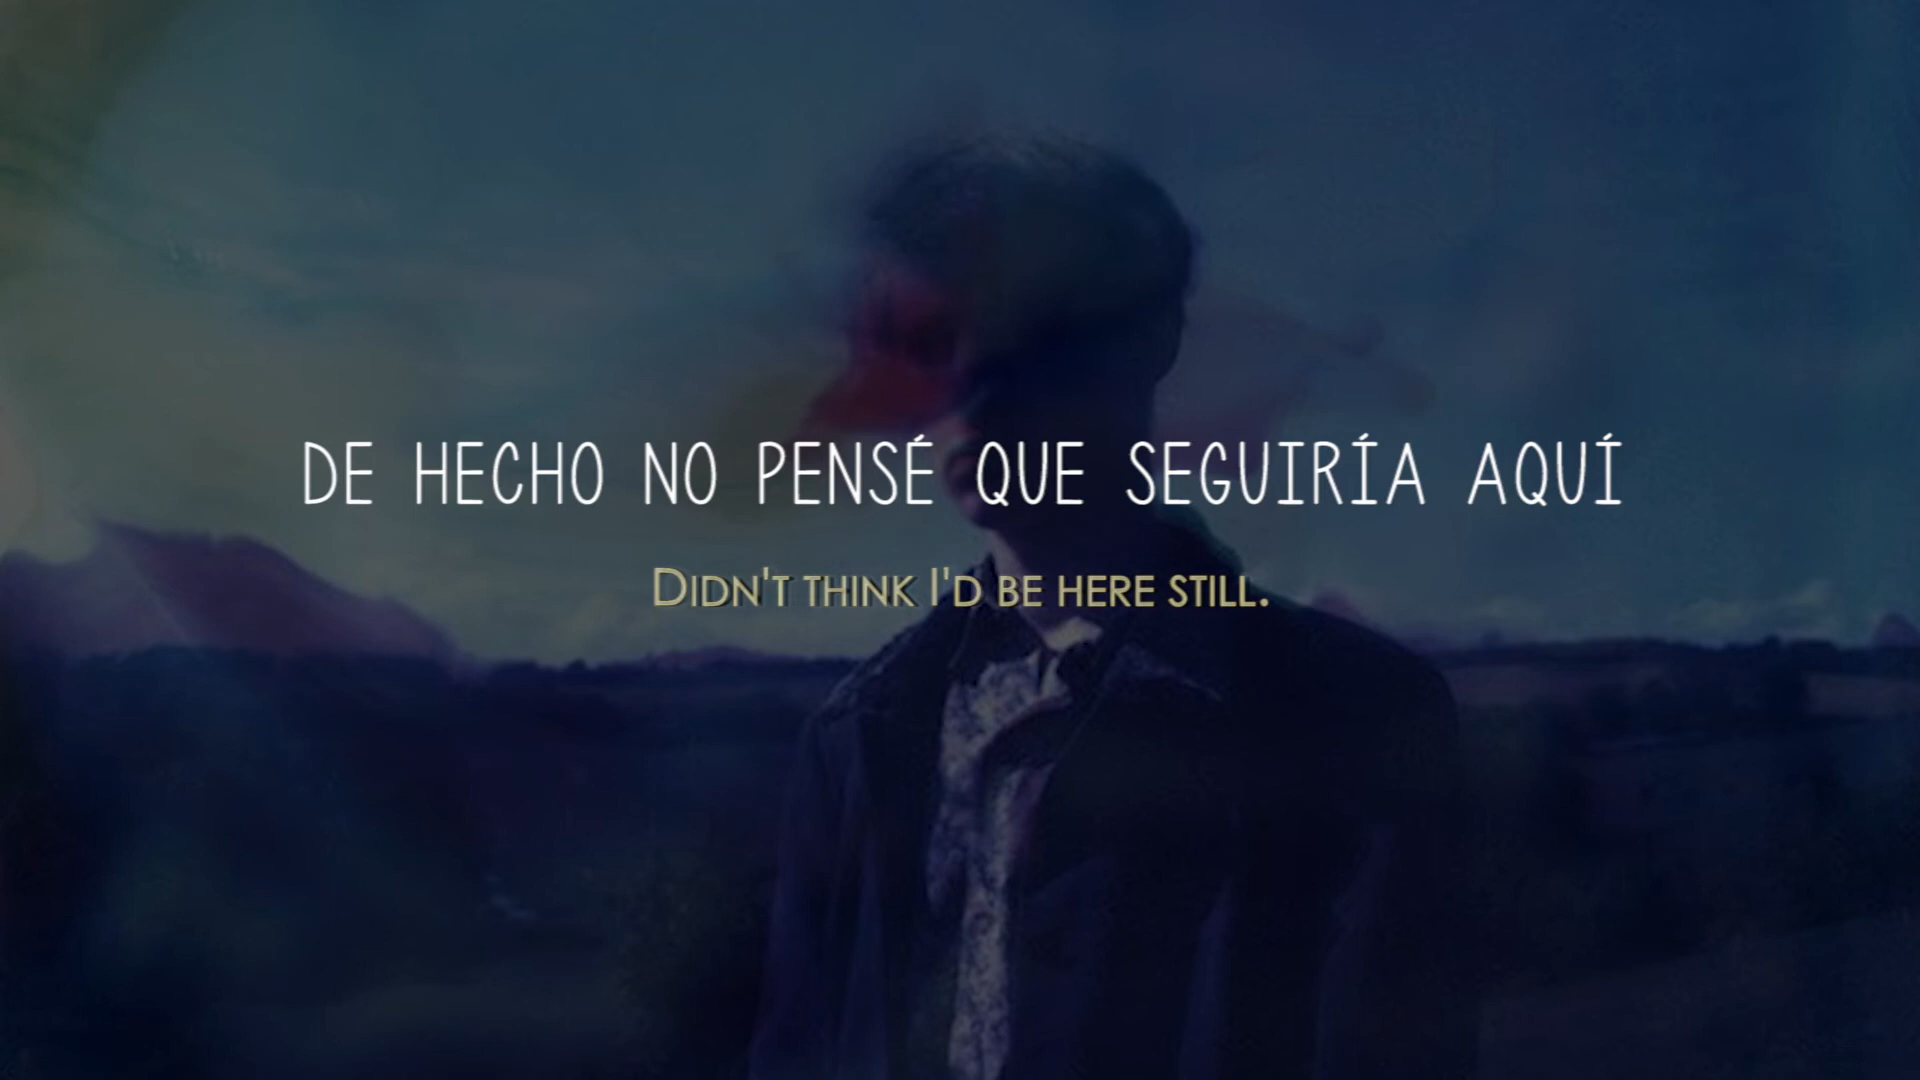 DE HECHO NO PENSÉ QUE SEGUIRÍA AQUÍ
Didn't think I'd be here still.